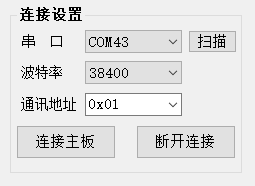 连接设置
串 口 COM43 扫描
波特率 38400
通讯地址 0x01
连接主板 断开连接